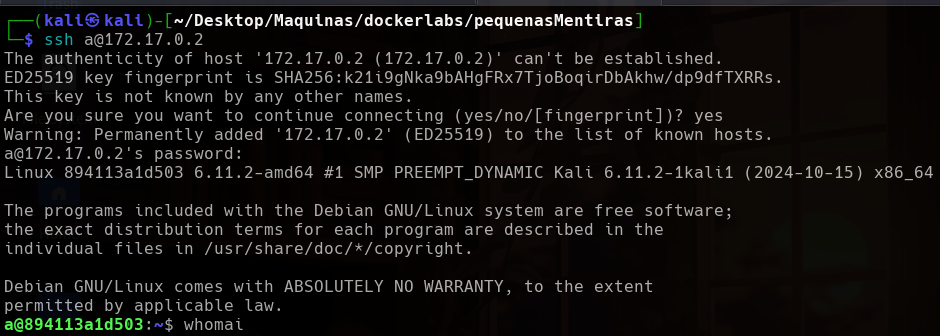 ┌──(kali㉿kali)-[~/Desktop/Maquinas/dockerlabs/pequenasMentiras]
└─$ ssh a@172.17.0.2
The authenticity of host '172.17.0.2 (172.17.0.2)' can't be established.
ED25519 key fingerprint is SHA256:k21i9gNka9bAHgFRx7TjoBoqirDbAkhw/dp9dfTXRRs.
This key is not known by any other names.
Are you sure you want to continue connecting (yes/no/[fingerprint])? yes
Warning: Permanently added '172.17.0.2' (ED25519) to the list of known hosts.
a@172.17.0.2's password:
Linux 894113a1d503 6.11.2-amd64 #1 SMP PREEMPT_DYNAMIC Kali 6.11.2-1kali1 (2024-10-15) x86_64
The programs included with the Debian GNU/Linux system are free software;
the exact distribution terms for each program are described in the
individual files in /usr/share/doc/*/copyright.
Debian GNU/Linux comes with ABSOLUTELY NO WARRANTY, to the extent
permitted by applicable law.
a@894113a1d503:~$ whomai